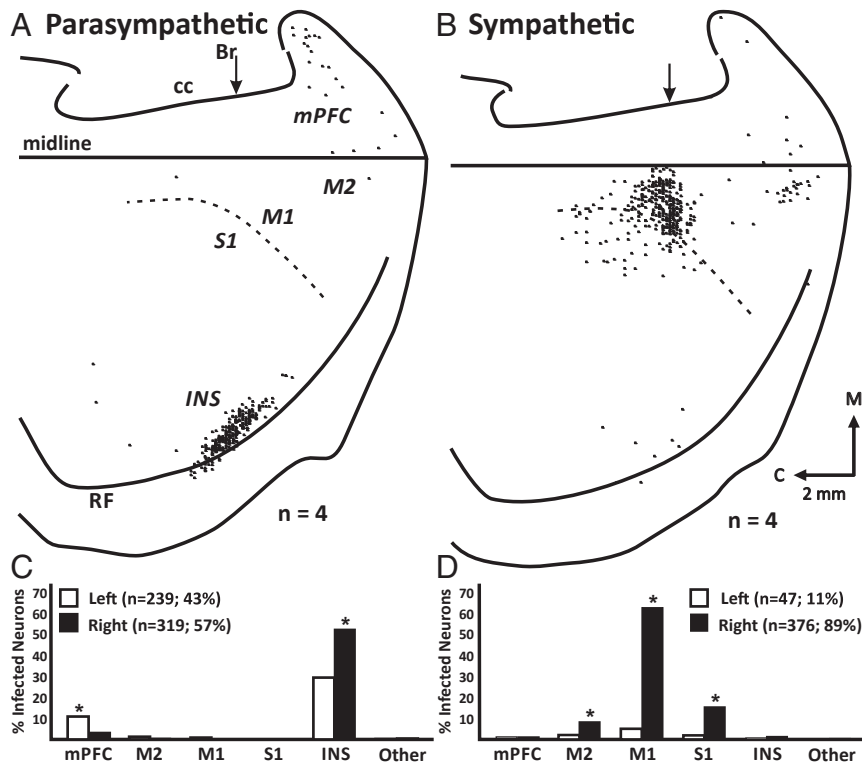 A Parasympathetic
Br
cc
mPFC
midline
M2
M1
S1
INS
RF
n = 4
B Sympathetic
M
C
2 mm
n = 4
C
% Infected Neurons
70
60
50
40
30
20
10
Left (n=239; 43%)
Right (n=319; 57%)
*
*
mPFC M2 M1 S1 INS Other
D
% Infected Neurons
70
60
50
40
30
20
10
Left (n=47; 11%)
Right (n=376; 89%)
*
*
*
mPFC M2 M1 S1 INS Other